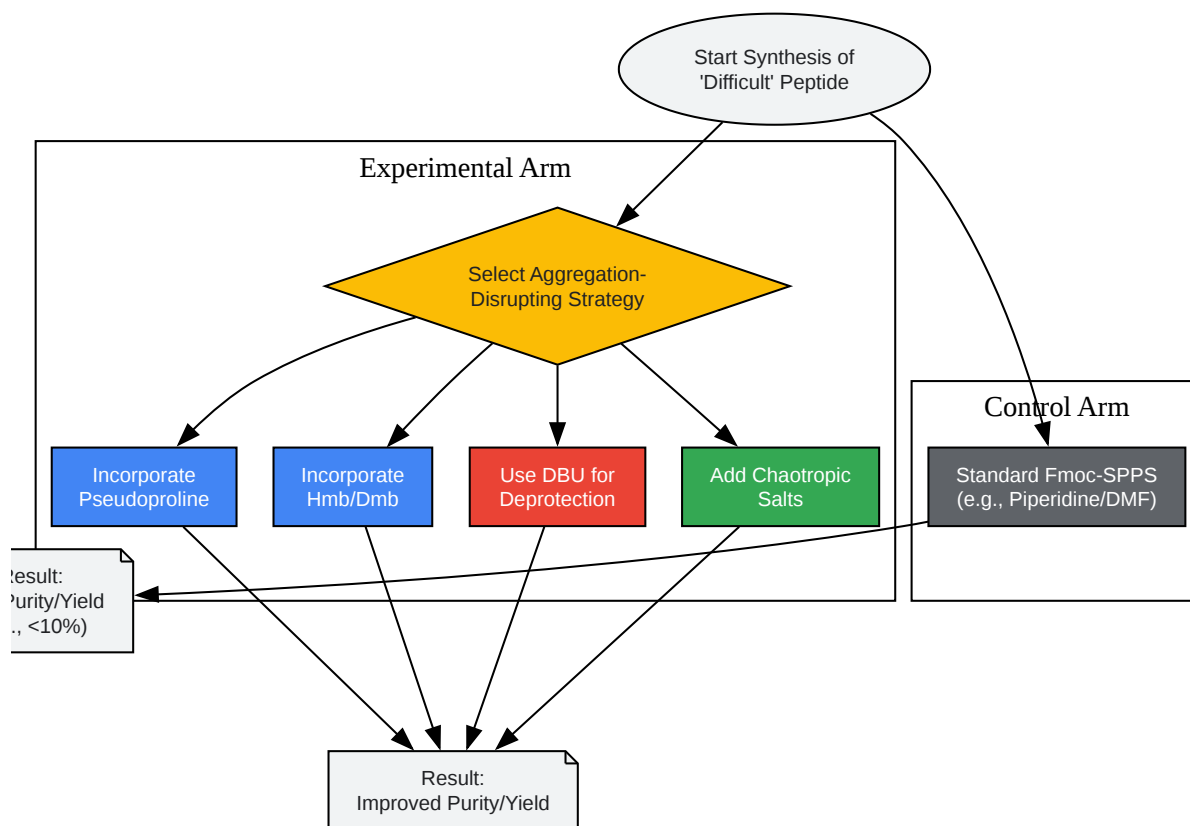 Start Synthesis of
'Difficult' Peptide
Experimental Arm
Select Aggregation-
Disrupting Strategy
Control Arm
Incorporate
Pseudoproline
Incorporate
Hmb/Dmb
Use DBU for
Deprotection
Add Chaotropic
Salts
Standard Fmoc-SPPS
(e.g., Piperidine/DMF)
Result:
Purity/Yield
., <10%)
Result:
Improved Purity/Yield